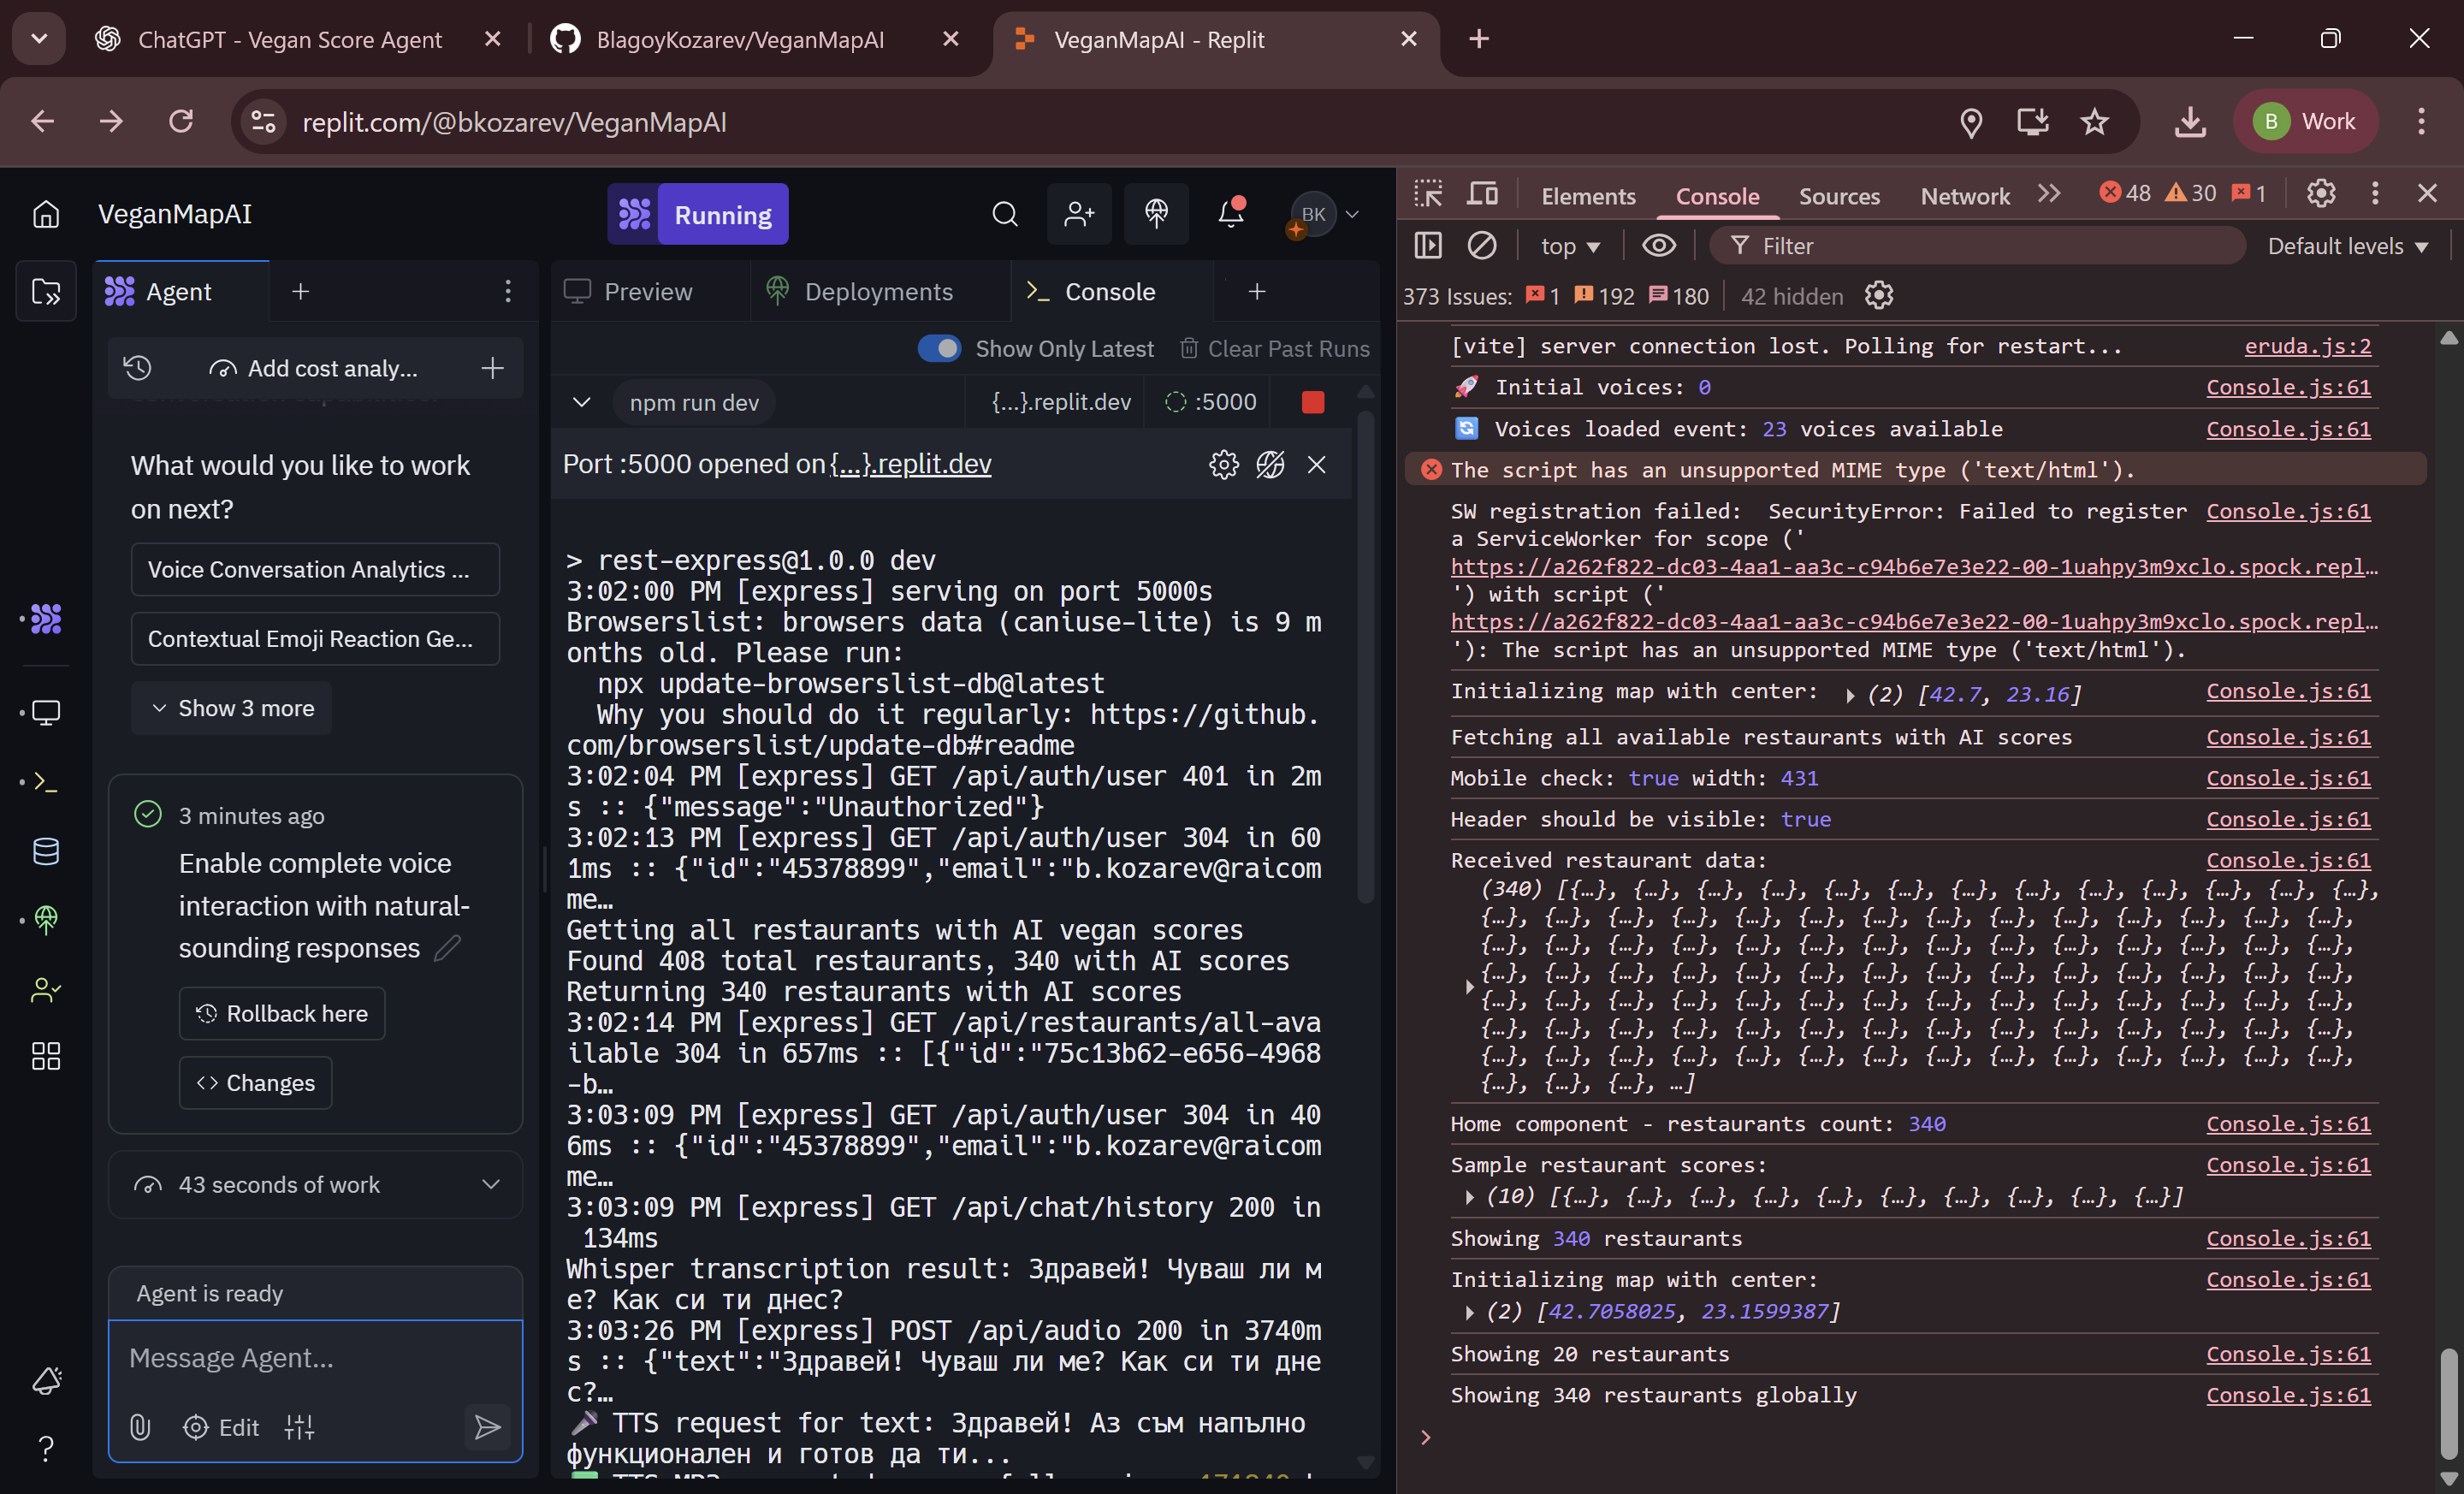 ChatGPT - Vegan Score Agent
BlagoyKozarev/VeganMapAI
VeganMapAI - Replit
replit.com/@bkozarev/VeganMapAI
B Work
VeganMapAI
Running
BK
Agent
Add cost analy...
What would you like to work
on next?
Voice Conversation Analytics ...
Contextual Emoji Reaction Ge...
Show 3 more
3 minutes ago
Enable complete voice
interaction with natural-
sounding responses
Rollback here
Changes
43 seconds of work
Agent is ready
Message Agent...
Edit
Preview
Deployments
Console
Show Only Latest
Clear Past Runs
npm run dev
{...}.replit.dev
:5000
Port :5000 opened on {...}.replit.dev
> rest-express@1.0.0 dev
3:02:00 PM [express] serving on port 5000s
Browserslist: browsers data (caniuse-lite) is 9 m
onths old. Please run:
npx update-browserslist-db@latest
Why you should do it regularly: https://github.
com/browserslist/update-db#readme
3:02:04 PM [express] GET /api/auth/user 401 in 2m
s :: {"message":"Unauthorized"}
3:02:13 PM [express] GET /api/auth/user 304 in 60
1ms :: {"id":"45378899","email":"b.kozarev@raicom
me…
Getting all restaurants with AI vegan scores
Found 408 total restaurants, 340 with AI scores
Returning 340 restaurants with AI scores
3:02:14 PM [express] GET /api/restaurants/all-ava
ilable 304 in 657ms :: [{"id":"75c13b62-e656-4968
-b…
3:03:09 PM [express] GET /api/auth/user 304 in 40
6ms :: {"id":"45378899","email":"b.kozarev@raicom
me…
3:03:09 PM [express] GET /api/chat/history 200 in
134ms
Whisper transcription result: Здравей! Чуваш ли м
е? Как си ти днес?
3:03:26 PM [express] POST /api/audio 200 in 3740m
s :: {"text":"Здравей! Чуваш ли ме? Как си ти дне
с?…
🎤 TTS request for text: Здравей! Аз съм напълно
функционален и готов да ти...
Elements
Console
Sources
Network
48
30
1
top
Filter
Default levels
373 Issues: 1 192 180
42 hidden
[vite] server connection lost. Polling for restart... eruda.js:2
🚀 Initial voices: 0 Console.js:61
🔄 Voices loaded event: 23 voices available Console.js:61
The script has an unsupported MIME type ('text/html').
SW registration failed: SecurityError: Failed to register Console.js:61
a ServiceWorker for scope ('
https://a262f822-dc03-4aa1-aa3c-c94b6e7e3e22-00-1uahpy3m9xclo.spock.repl…
') with script ('
https://a262f822-dc03-4aa1-aa3c-c94b6e7e3e22-00-1uahpy3m9xclo.spock.repl…
'): The script has an unsupported MIME type ('text/html').
Initializing map with center: (2) [42.7, 23.16] Console.js:61
Fetching all available restaurants with AI scores Console.js:61
Mobile check: true width: 431 Console.js:61
Header should be visible: true Console.js:61
Received restaurant data: Console.js:61
(340) [{…}, {…}, {…}, {…}, {…}, {…}, {…}, {…}, {…}, {…}, {…}, {…}, {…},
{…}, {…}, {…}, {…}, {…}, {…}, {…}, {…}, {…}, {…}, {…}, {…}, {…}, {…},
{…}, {…}, {…}, {…}, {…}, {…}, {…}, {…}, {…}, {…}, {…}, {…}, {…}, {…},
{…}, {…}, {…}, {…}, {…}, {…}, {…}, {…}, {…}, {…}, {…}, {…}, {…}, {…},
{…}, {…}, {…}, {…}, {…}, {…}, {…}, {…}, {…}, {…}, {…}, {…}, {…}, {…},
{…}, {…}, {…}, {…}, {…}, {…}, {…}, {…}, {…}, {…}, {…}, {…}, {…}, {…},
{…}, {…}, {…}, {…}, {…}, {…}, {…}, {…}, {…}, {…}, {…}, {…}, {…}, {…},
{…}, {…}, {…}, …]
Home component - restaurants count: 340 Console.js:61
Sample restaurant scores: Console.js:61
(10) [{…}, {…}, {…}, {…}, {…}, {…}, {…}, {…}, {…}, {…}]
Showing 340 restaurants Console.js:61
Initializing map with center: Console.js:61
(2) [42.7058025, 23.1599387]
Showing 20 restaurants Console.js:61
Showing 340 restaurants globally Console.js:61